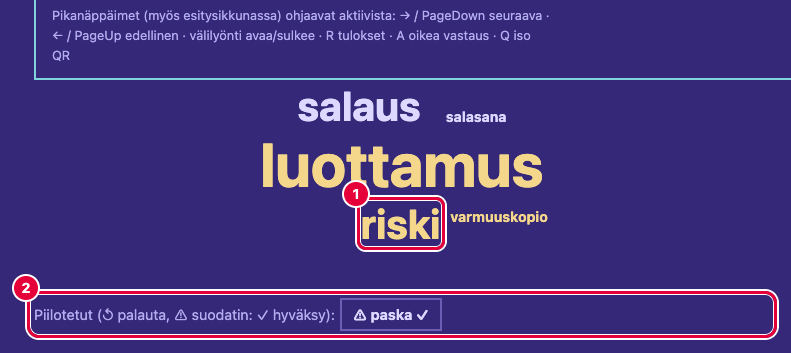 Pikanäppäimet (myös esitysikkunassa) ohjaavat aktiivista: → / PageDown seuraava ·
← / PageUp edellinen · välilyönti avaa/sulkee · R tulokset · A oikea vastaus · Q iso
QR
salaus salasana
luottamus
1
riski varmuuskopio
2
Piilotetut (↺ palauta, ⚠ suodatin: ✓ hyväksy): ⚠ paska ✓